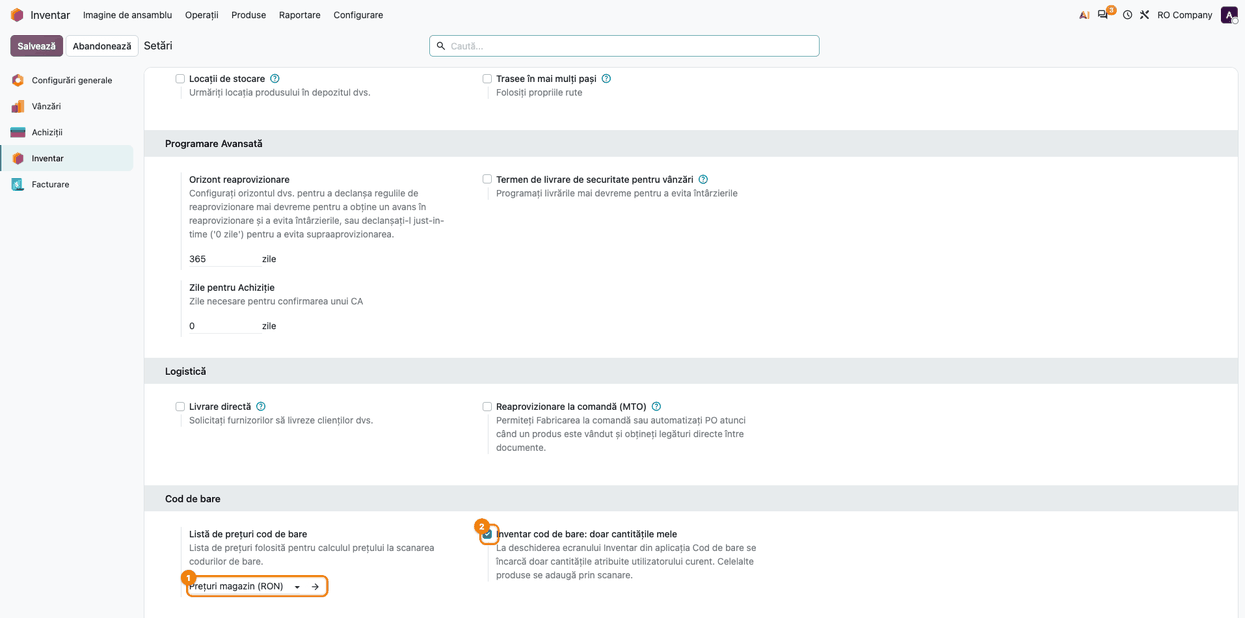 Inventar Imagine de ansamblu Operații Produse Raportare Configurare AI 3 RO Company A
Salvează Abandonează Setări Caută...
Configurări generale
Vânzări
Achiziții
Inventar
Facturare
Locații de stocare ?
Urmăriți locația produsului în depozitul dvs.
Trasee în mai mulți pași ?
Folosiți propriile rute
Programare Avansată
Orizont reaprovizionare
Configurați orizontul dvs. pentru a declanșa regulile de
reaprovizionare mai devreme pentru a obține un avans în
reaprovizionare și a evita întârzierile, sau declanșați-l just-in-
time ('0 zile') pentru a evita supraaprovizionarea.
365 zile
Termen de livrare de securitate pentru vânzări ?
Programați livrările mai devreme pentru a evita întârzierile
Zile pentru Achiziție
Zile necesare pentru confirmarea unui CA
0 zile
Logistică
Livrare directă ?
Solicitați furnizorilor să livreze clienților dvs.
Reaprovizionare la comandă (MTO) ?
Permiteți Fabricarea la comandă sau automatizați PO atunci
când un produs este vândut și obțineți legături directe între
documente.
Cod de bare
Listă de prețuri cod de bare
Lista de prețuri folosită pentru calculul prețului la scanarea
codurilor de bare.
1
Prețuri magazin (RON)
2
Inventar cod de bare: doar cantitățile mele
La deschiderea ecranului Inventar din aplicația Cod de bare se
încarcă doar cantitățile atribuite utilizatorului curent. Celelalte
produse se adaugă prin scanare.